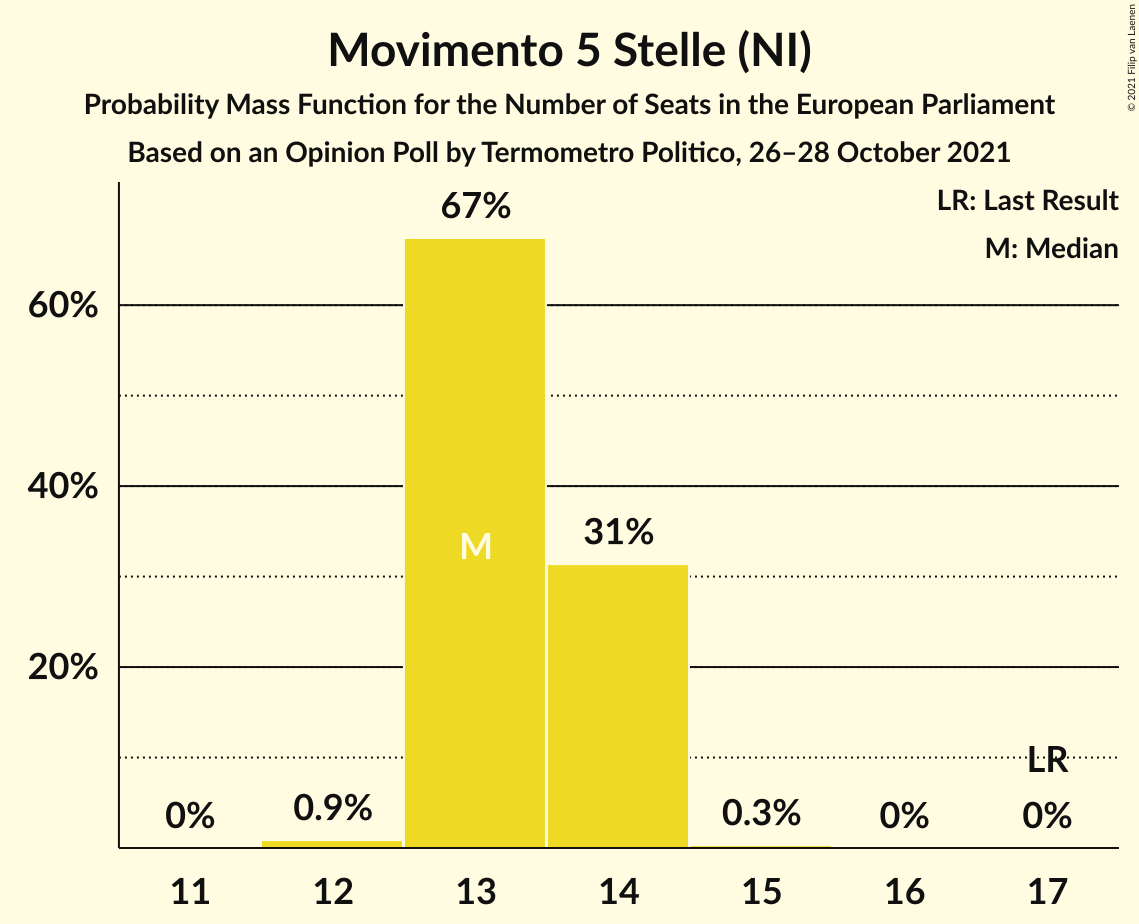 Movimento 5 Stelle (NI)
Probability Mass Function for the Number of Seats in the European Parliament
Based on an Opinion Poll by Termometro Politico, 26–28 October 2021
© 2021 Filip van Laenen
LR: Last Result
M: Median
67%
60%
40%
31%
M
20%
LR
0%
0.9%
0.3%
0%
0%
11
12
13
14
15
16
17